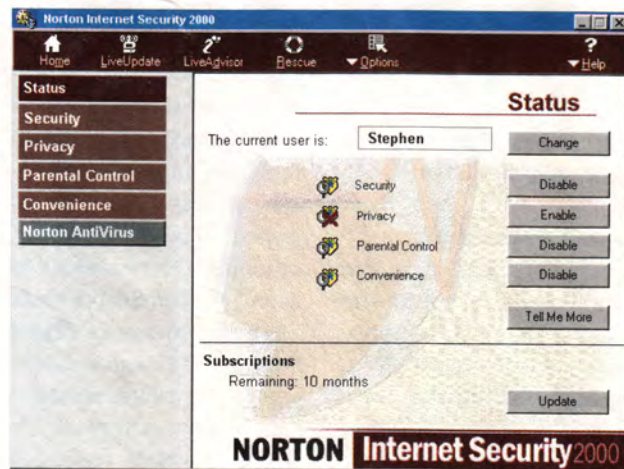 Norton Internet Security 2000
Home LiveUpdate LiveAdvisor Rescue Options Help
Status
Security
Privacy
Parental Control
Convenience
Norton AntiVirus
Status
The current user is: Stephen Change
Security Disable
Privacy Enable
Parental Control Disable
Convenience Disable
Tell Me More
Subscriptions
Remaining: 10 months
Update
NORTON Internet Security 2000